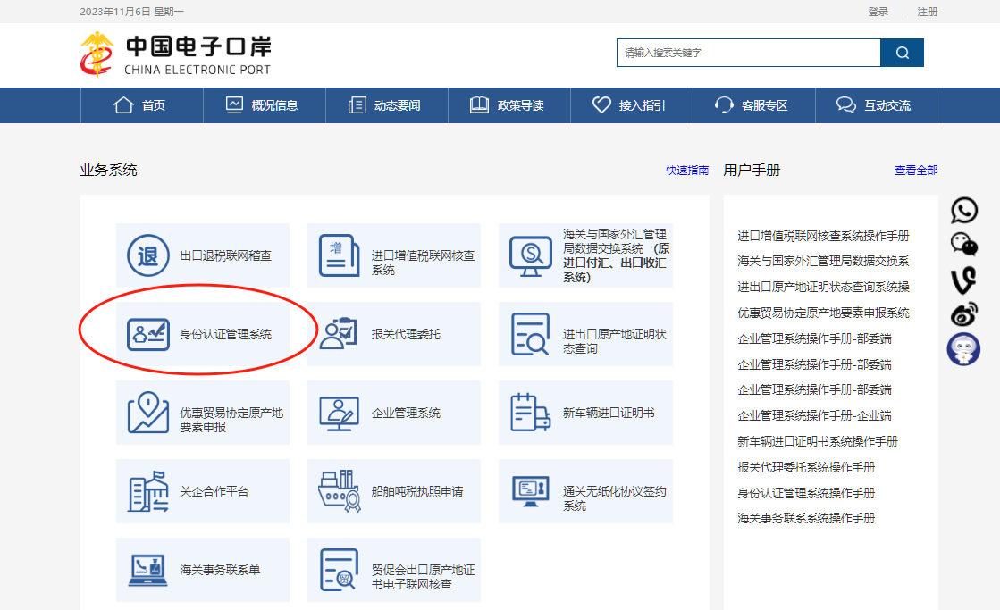 2023年11月6日 星期一
登录
注册
中国电子口岸
CHINA ELECTRONIC PORT
请输入搜索关键字
首页
概况信息
动态要闻
政策导读
接入指引
客服专区
互动交流
业务系统
快速指南
用户手册
查看全部
退
出口退税联网稽查
增
进口增值税联网核查
系统
海关与国家外汇管理
局数据交换系统 （原
进口付汇、出口收汇
系统）
身份认证管理系统
报关代理委托
进出口原产地证明状
态查询
优惠贸易协定原产地
要素申报
企业管理系统
新车辆进口证明书
关企合作平台
船舶吨税执照申请
通关无纸化协议签约
系统
海关事务联系单
贸
贸促会出口原产地证
书电子联网核查
进口增值税联网核查系统操作手册
海关与国家外汇管理局数据交换系
进出口原产地证明状态查询系统操
优惠贸易协定原产地要素申报系统
企业管理系统操作手册-部委端
企业管理系统操作手册-部委端
企业管理系统操作手册-部委端
企业管理系统操作手册-企业端
新车辆进口证明书系统操作手册
报关代理委托系统操作手册
身份认证管理系统操作手册
海关事务联系系统操作手册